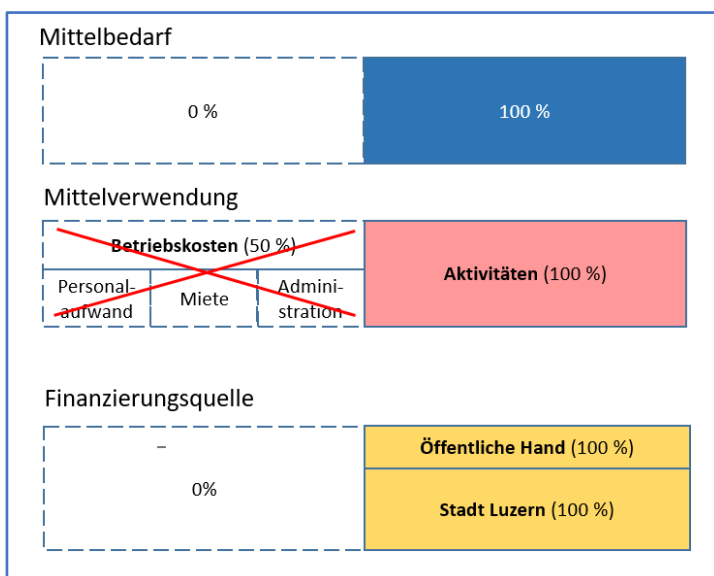 Mittelbedarf
0 %
100 %
Mittelverwendung
Betriebskosten (50 %)
Personal-
aufwand
Miete
Admini-
stration
Aktivitäten (100 %)
Finanzierungsquelle
–
0%
Öffentliche Hand (100 %)
Stadt Luzern (100 %)